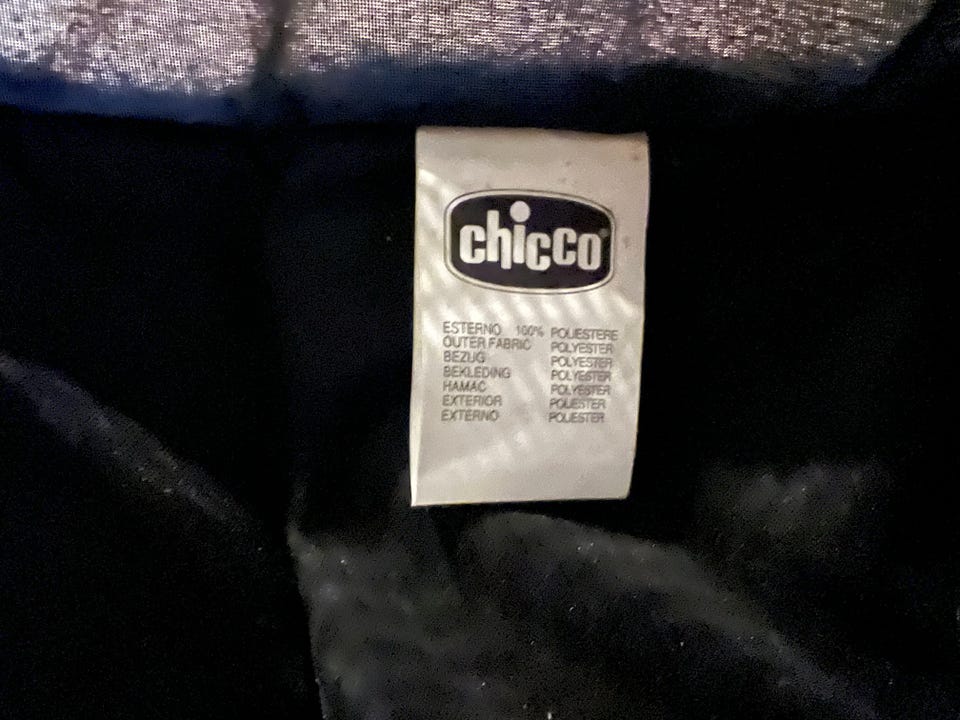 chicco
ESTERNO 100% POLIESTERE
OUTER FABRIC POLYESTER
BEZUG POLYESTER
BEKLEDING POLYESTER
HAMAC POLYESTER
EXTERIOR POLIESTER
EXTERNO POLIESTER